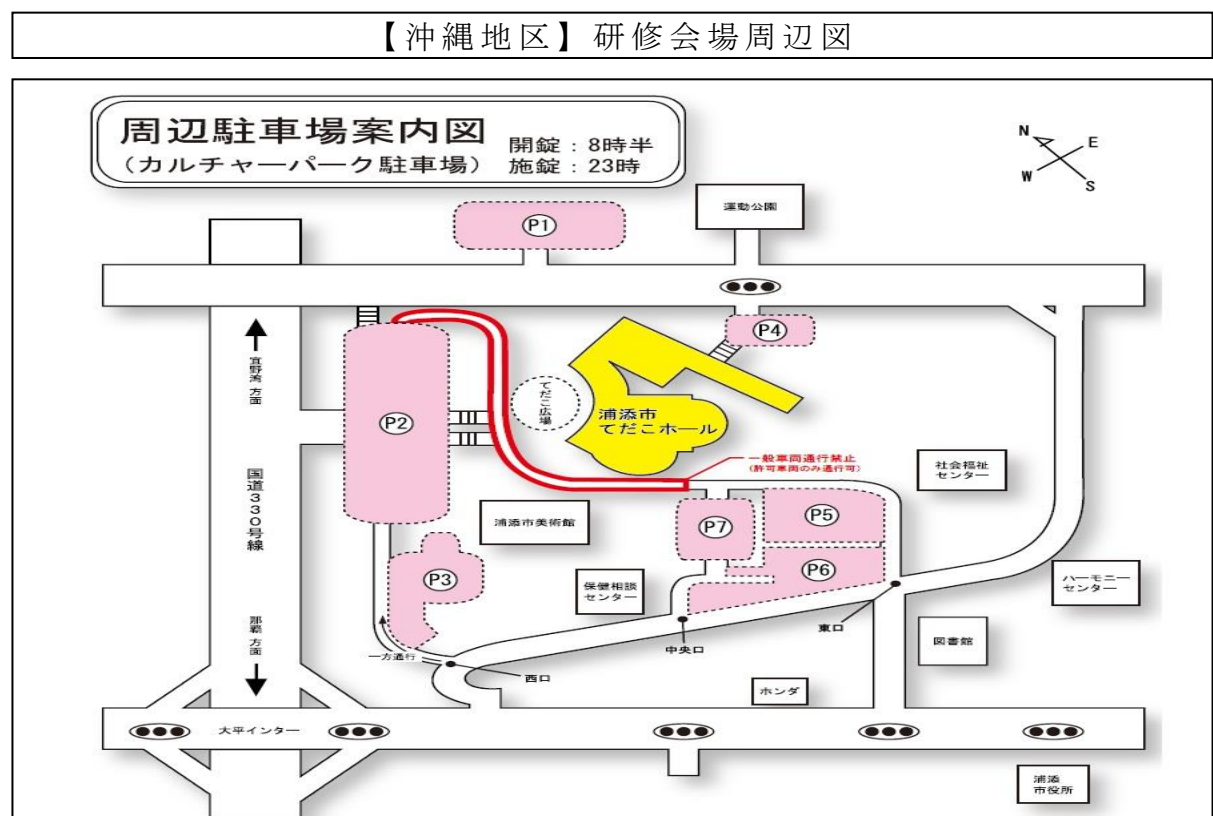 【沖縄地区】研修会場周辺図
周辺駐車場案内図
(カルチャーパーク駐車場)
開錠：8時半
施錠：23時
N
E
W
S
P1
運動公園
P4
宜野湾 方面
P2
てだこ広場
浦添市
てだこホール
一般車両通行禁止
(許可車両のみ通行可)
社会福祉
センター
国道330号線
浦添市美術館
P7
P5
P3
P6
保健相談
センター
ハーモニー
センター
那覇 方面
東口
中央口
図書館
一方通行
西口
ホンダ
大平インター
浦添
市役所